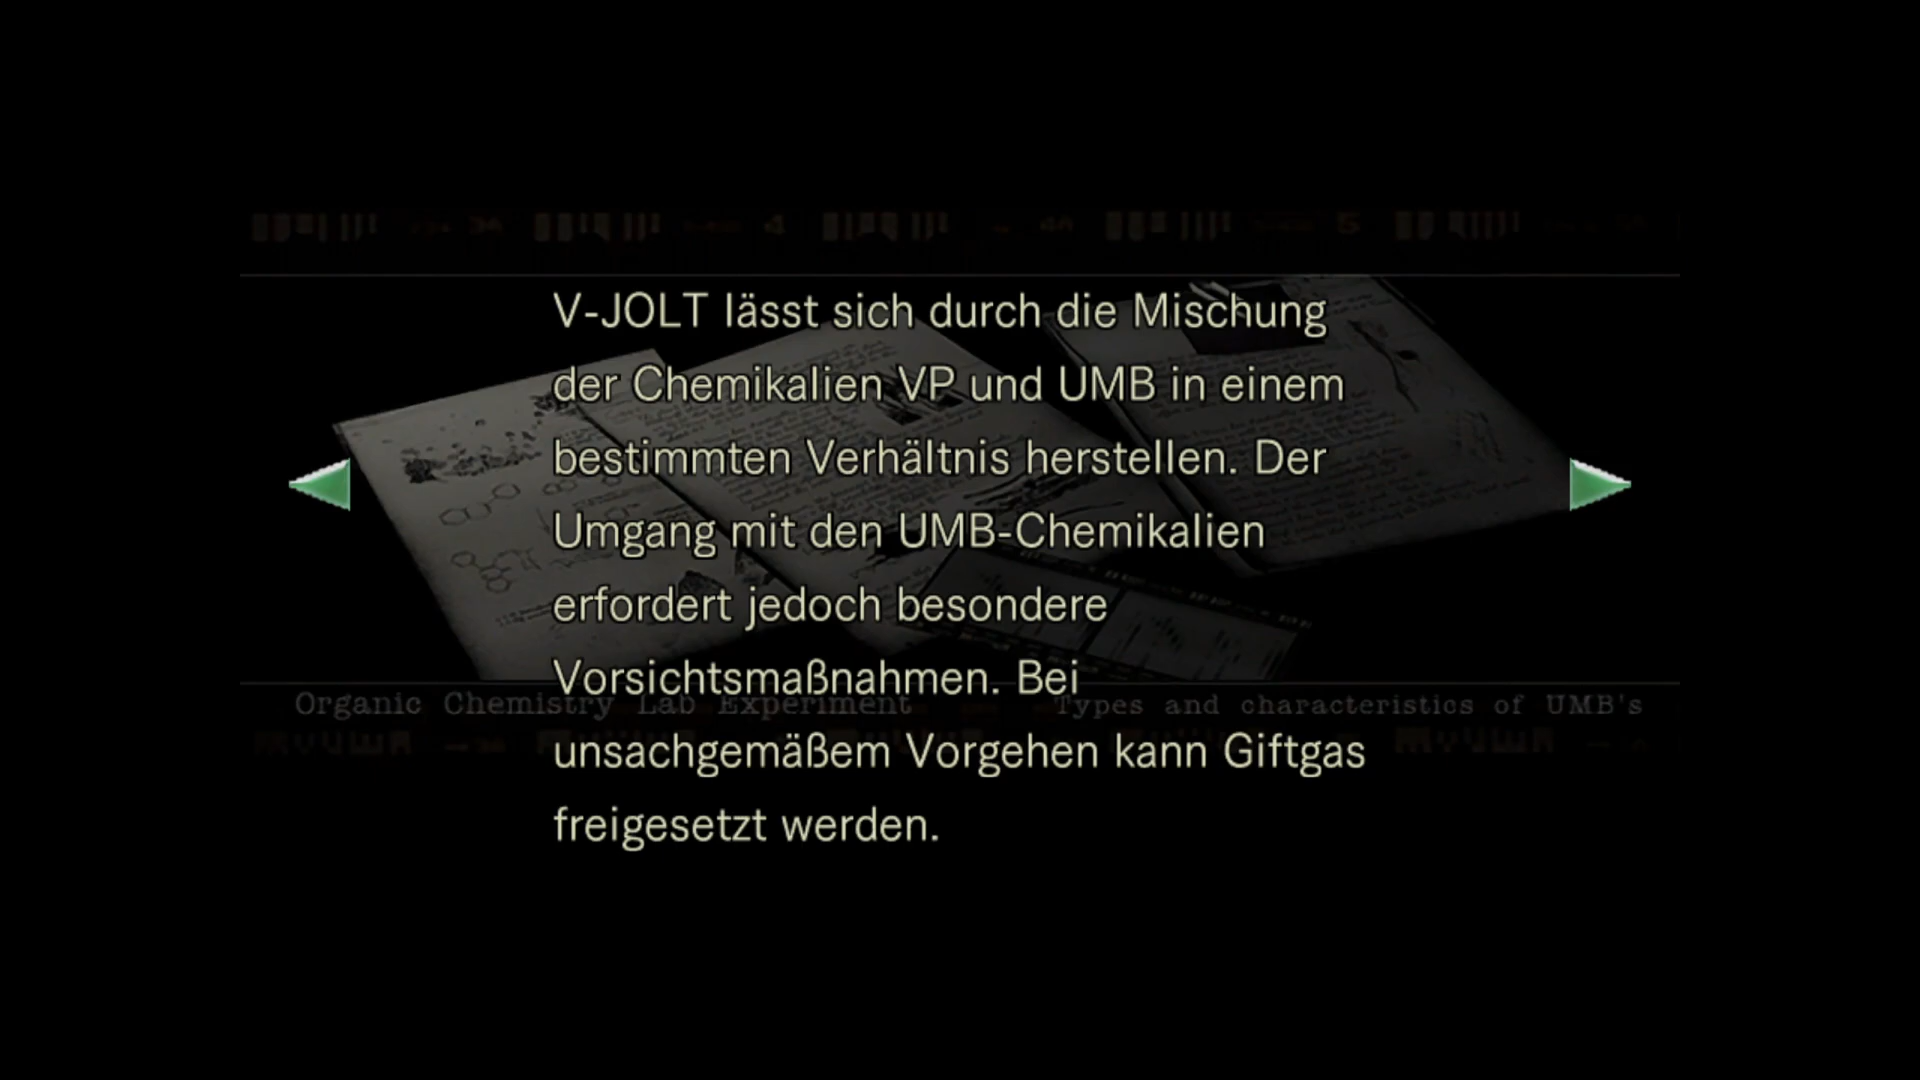 V-JOLT lässt sich durch die Mischung
der Chemikalien VP und UMB in einem
bestimmten Verhältnis herstellen. Der
Umgang mit den UMB-Chemikalien
erfordert jedoch besondere
Vorsichtsmaßnahmen. Bei
Organic Chemistry Lab Experiment Types and characteristics of UMB's
unsachgemäßem Vorgehen kann Giftgas
freigesetzt werden.